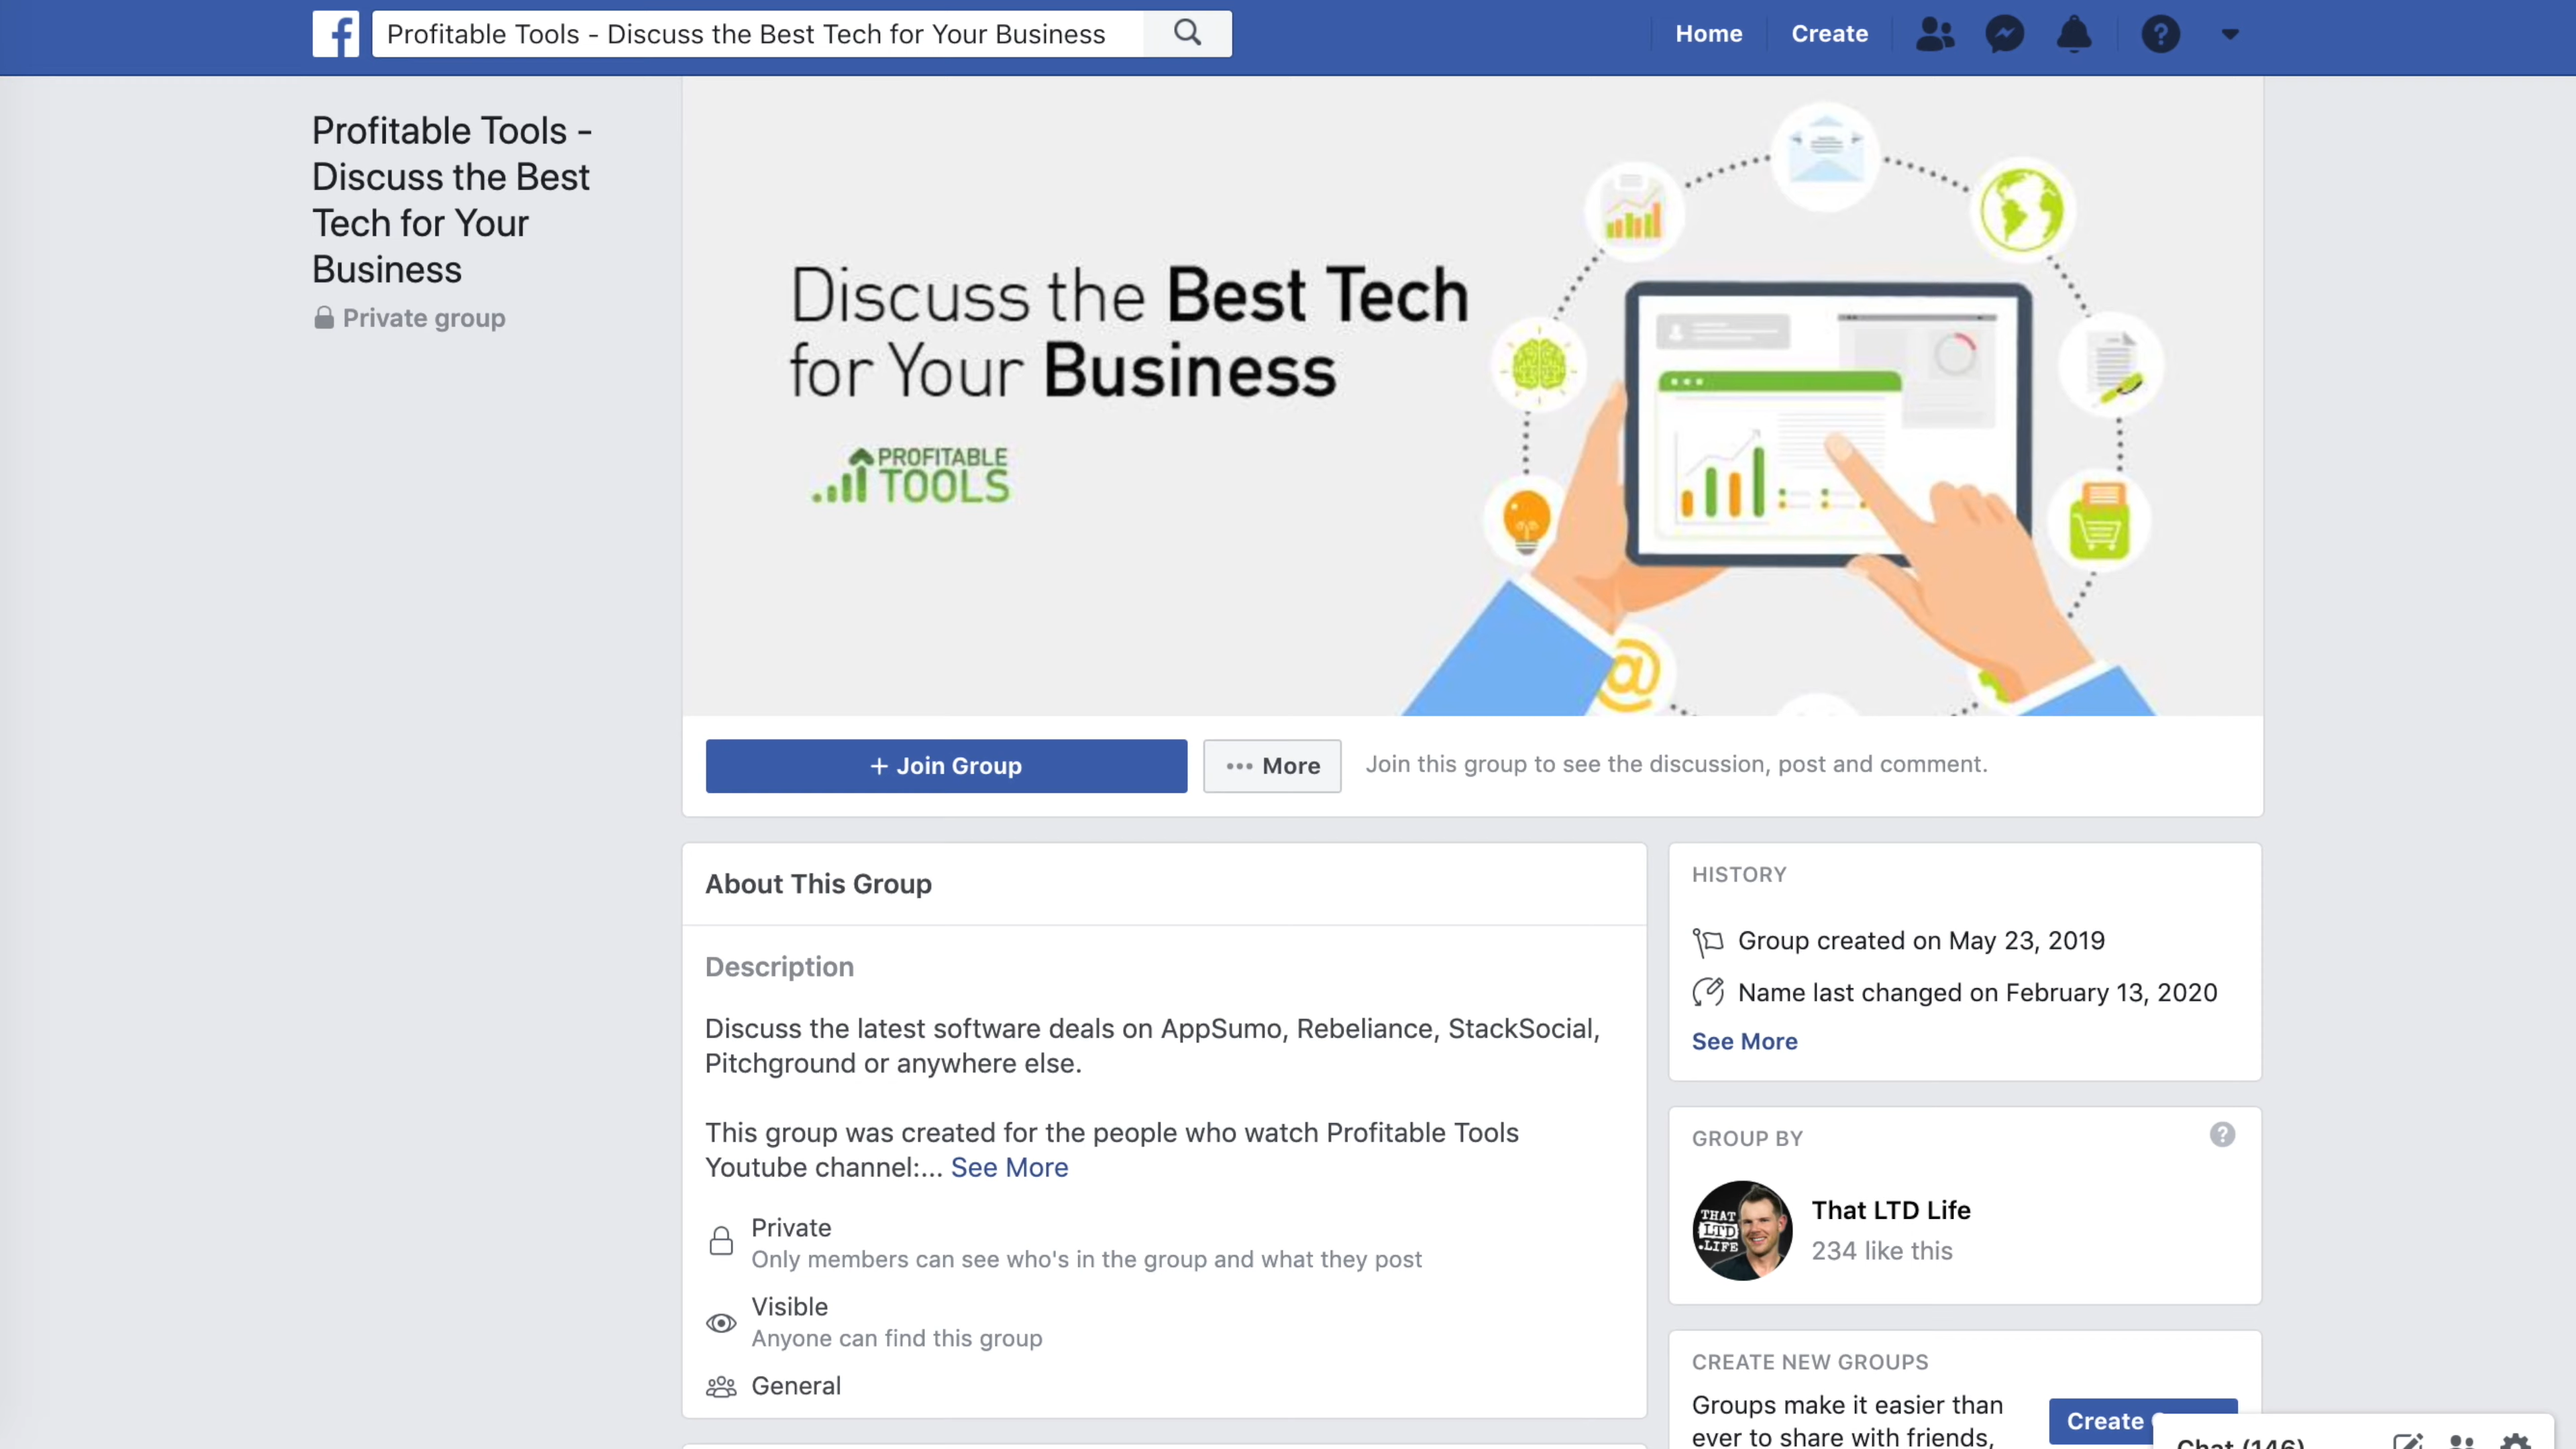 Profitable Tools - Discuss the Best Tech for Your Business
Home
Create
Profitable Tools -
Discuss the Best
Tech for Your
Business
Private group
Discuss the Best Tech
for Your Business
PROFITABLE
TOOLS
+ Join Group
••• More
Join this group to see the discussion, post and comment.
About This Group
Description
Discuss the latest software deals on AppSumo, Rebeliance, StackSocial,
Pitchground or anywhere else.
This group was created for the people who watch Profitable Tools
Youtube channel:... See More
Private
Only members can see who's in the group and what they post
Visible
Anyone can find this group
General
HISTORY
Group created on May 23, 2019
Name last changed on February 13, 2020
See More
GROUP BY
THAT
LTD
.LIFE
That LTD Life
234 like this
CREATE NEW GROUPS
Groups make it easier than
ever to share with friends,
Create
Chat (146)